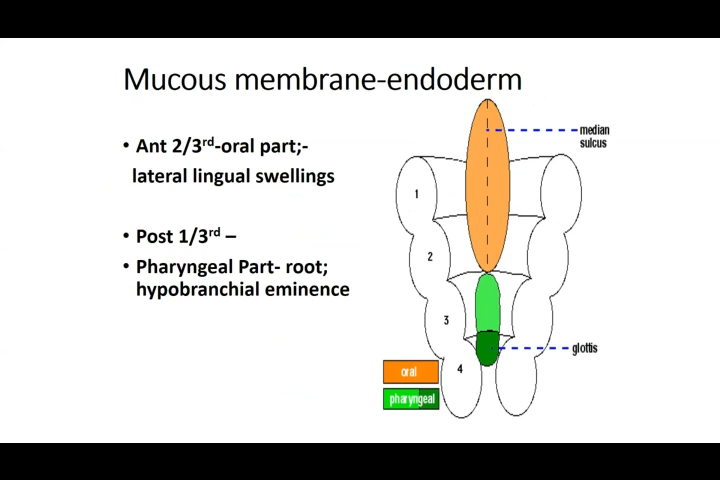 Mucous membrane-endoderm
• Ant 2/3rd-oral part;-
lateral lingual swellings
• Post 1/3rd –
• Pharyngeal Part- root;
hypobranchial eminence
median
sulcus
1
2
3
glottis
4
oral
pharyngeal